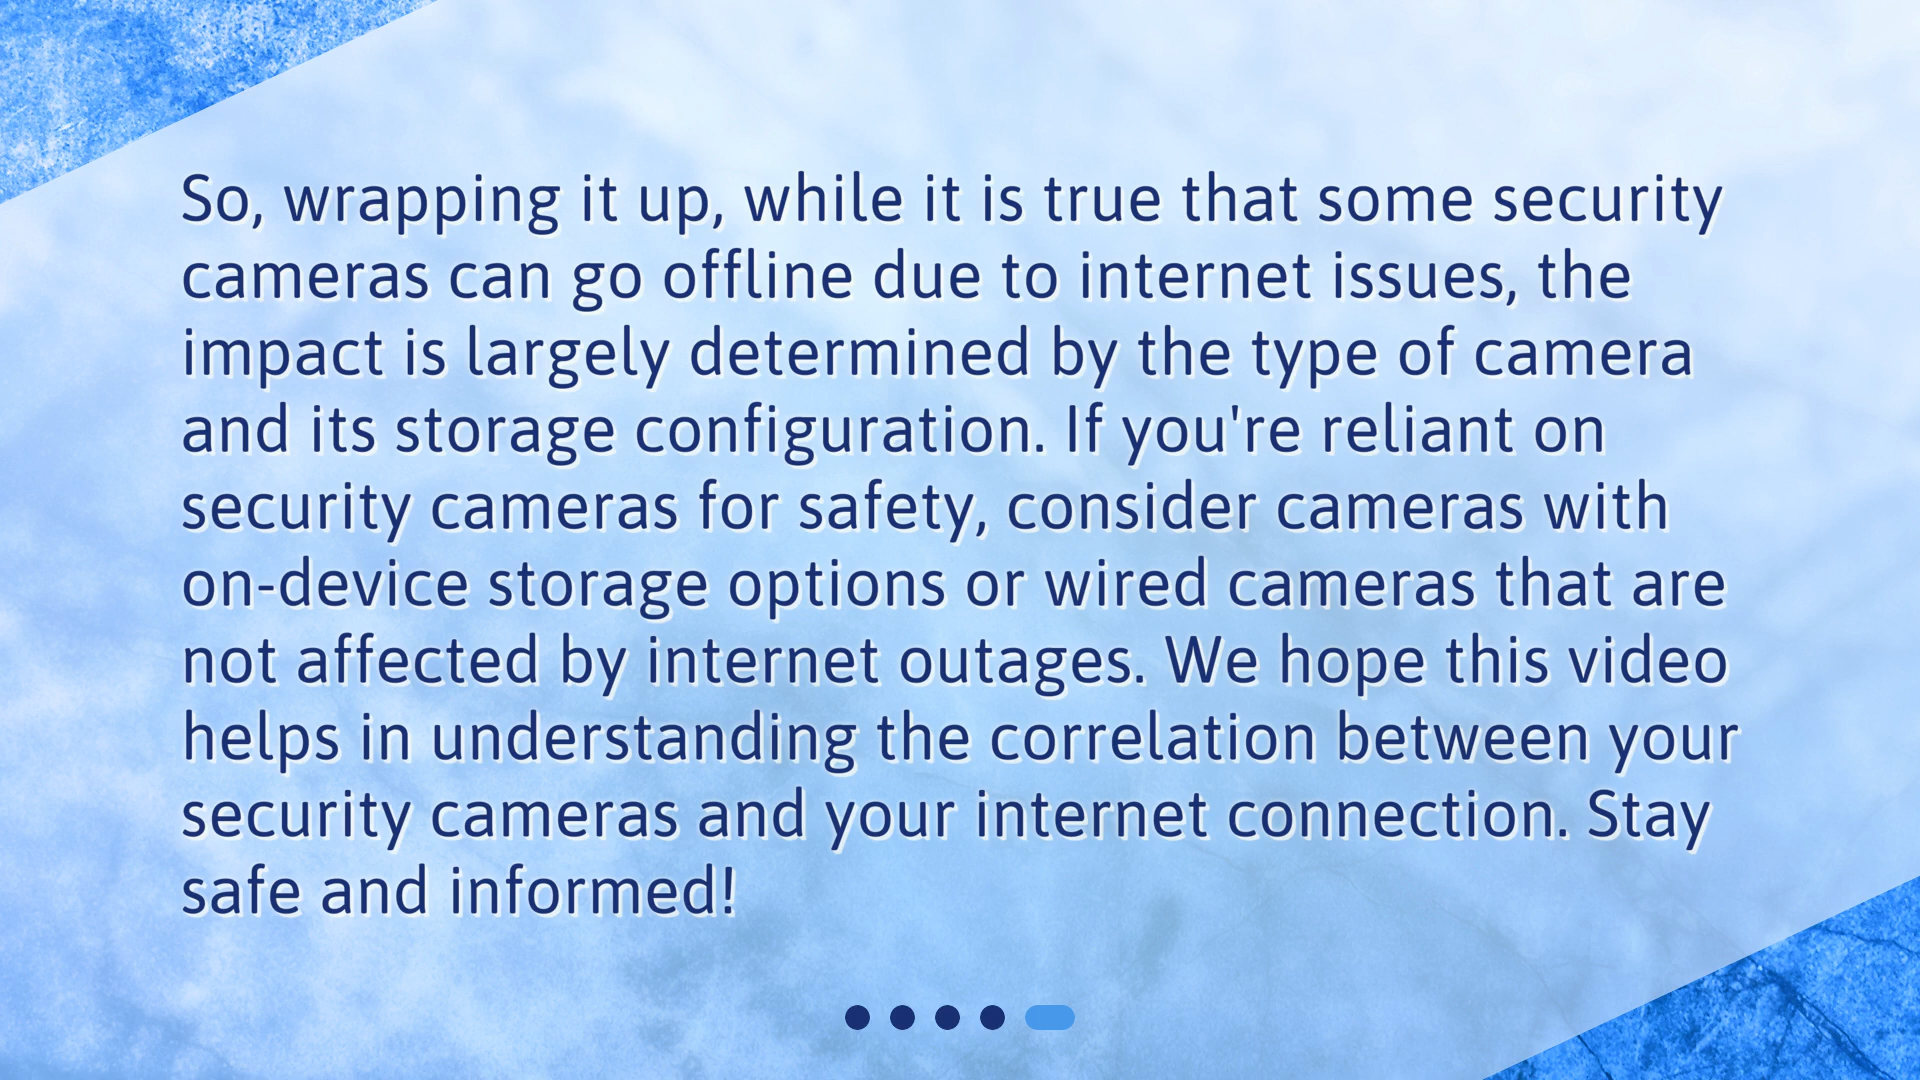 So, wrapping it up, while it is true that some security
cameras can go offline due to internet issues, the
impact is largely determined by the type of camera
and its storage configuration. If you're reliant on
security cameras for safety, consider cameras with
on-device storage options or wired cameras that are
not affected by internet outages. We hope this video
helps in understanding the correlation between your
security cameras and your internet connection. Stay
safe and informed!